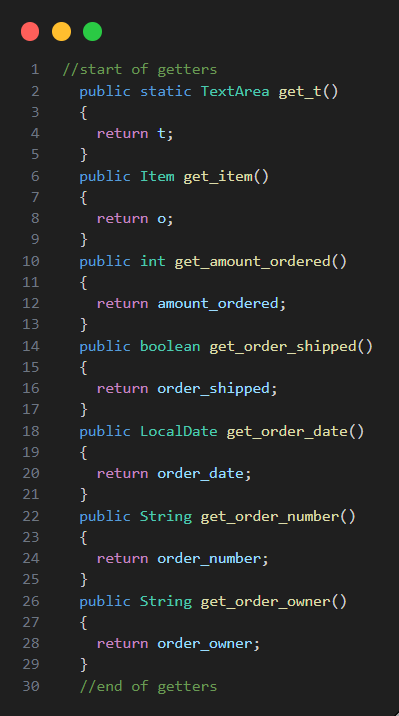 1 //start of getters
2 public static TextArea get_t()
3 {
4 return t;
5 }
6 public Item get_item()
7 {
8 return o;
9 }
10 public int get_amount_ordered()
11 {
12 return amount_ordered;
13 }
14 public boolean get_order_shipped()
15 {
16 return order_shipped;
17 }
18 public LocalDate get_order_date()
19 {
20 return order_date;
21 }
22 public String get_order_number()
23 {
24 return order_number;
25 }
26 public String get_order_owner()
27 {
28 return order_owner;
29 }
30 //end of getters